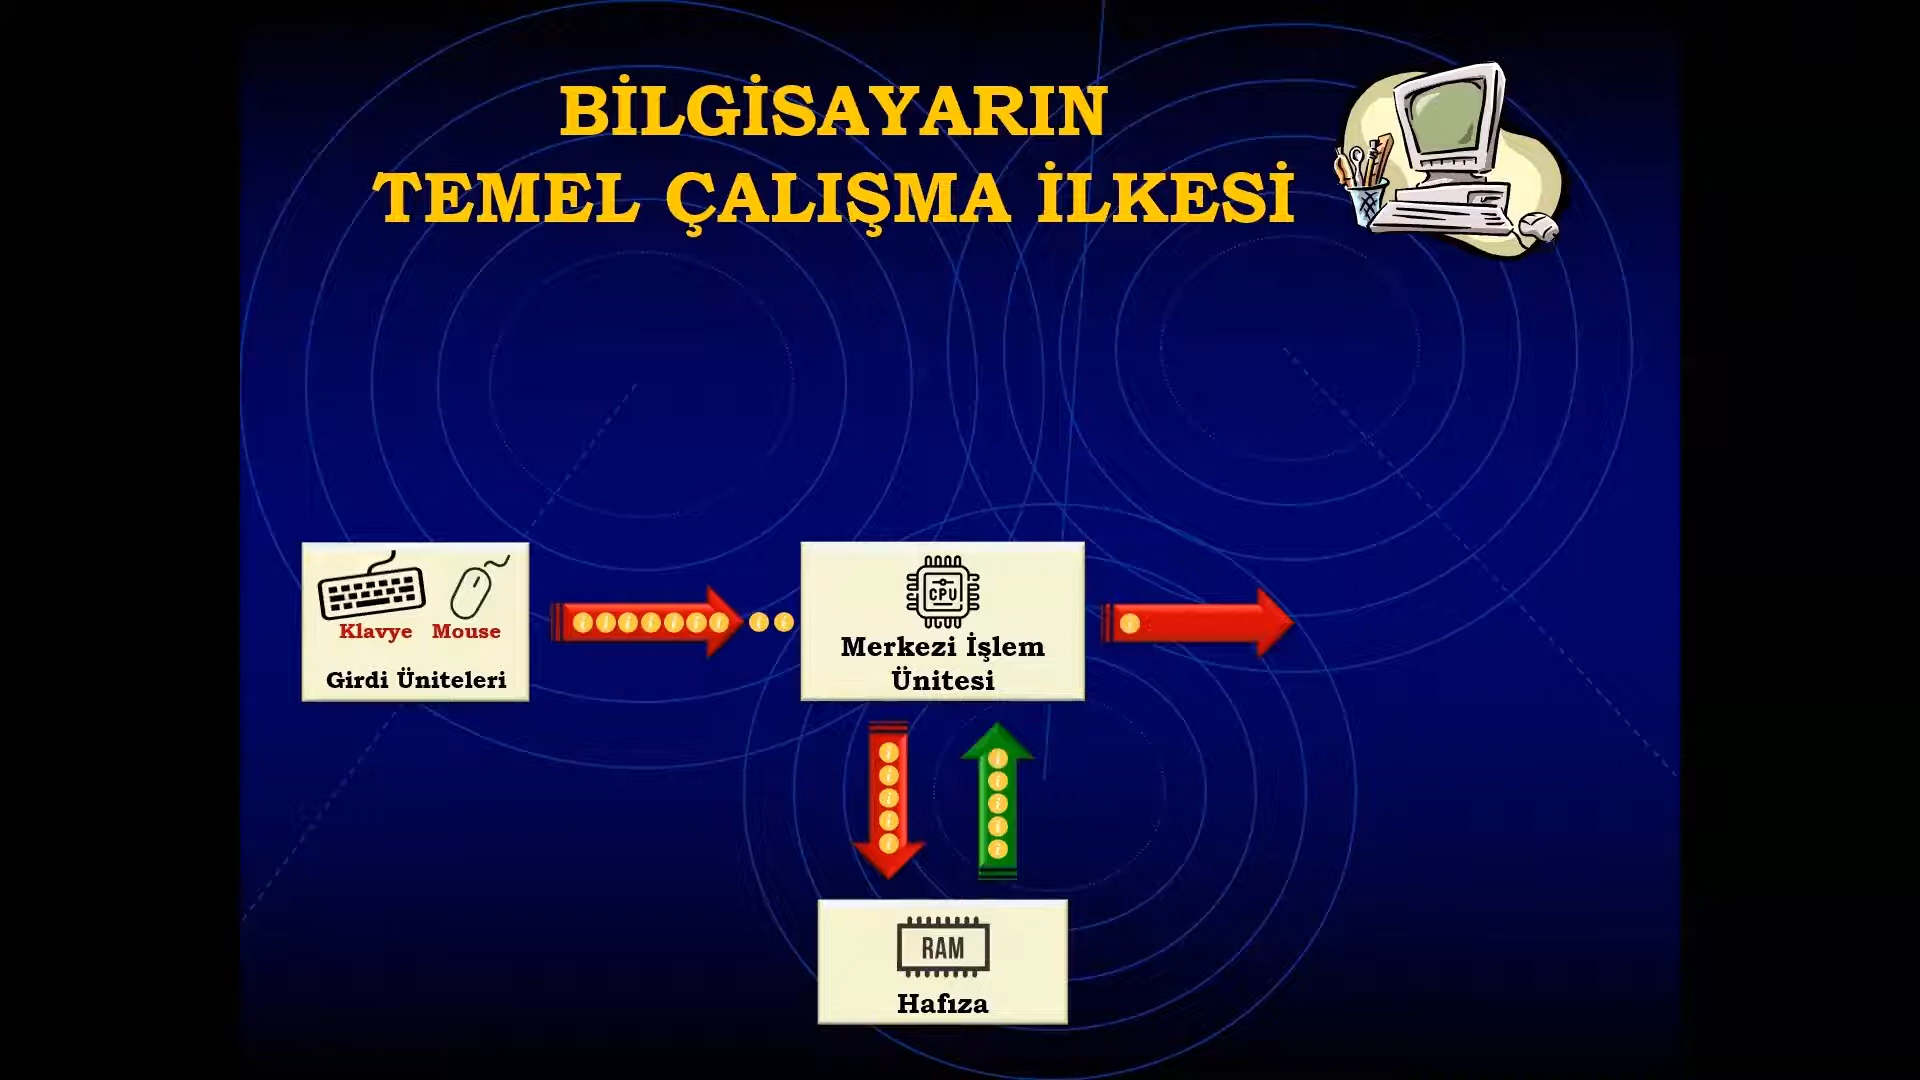 BİLGİSAYARIN
TEMEL ÇALIŞMA İLKESİ
Klavye Mouse
Girdi Üniteleri
i i i i i i i i i
CPU
Merkezi İşlem
Ünitesi
i
i i
i i
i i
i i
i i
RAM
Hafıza